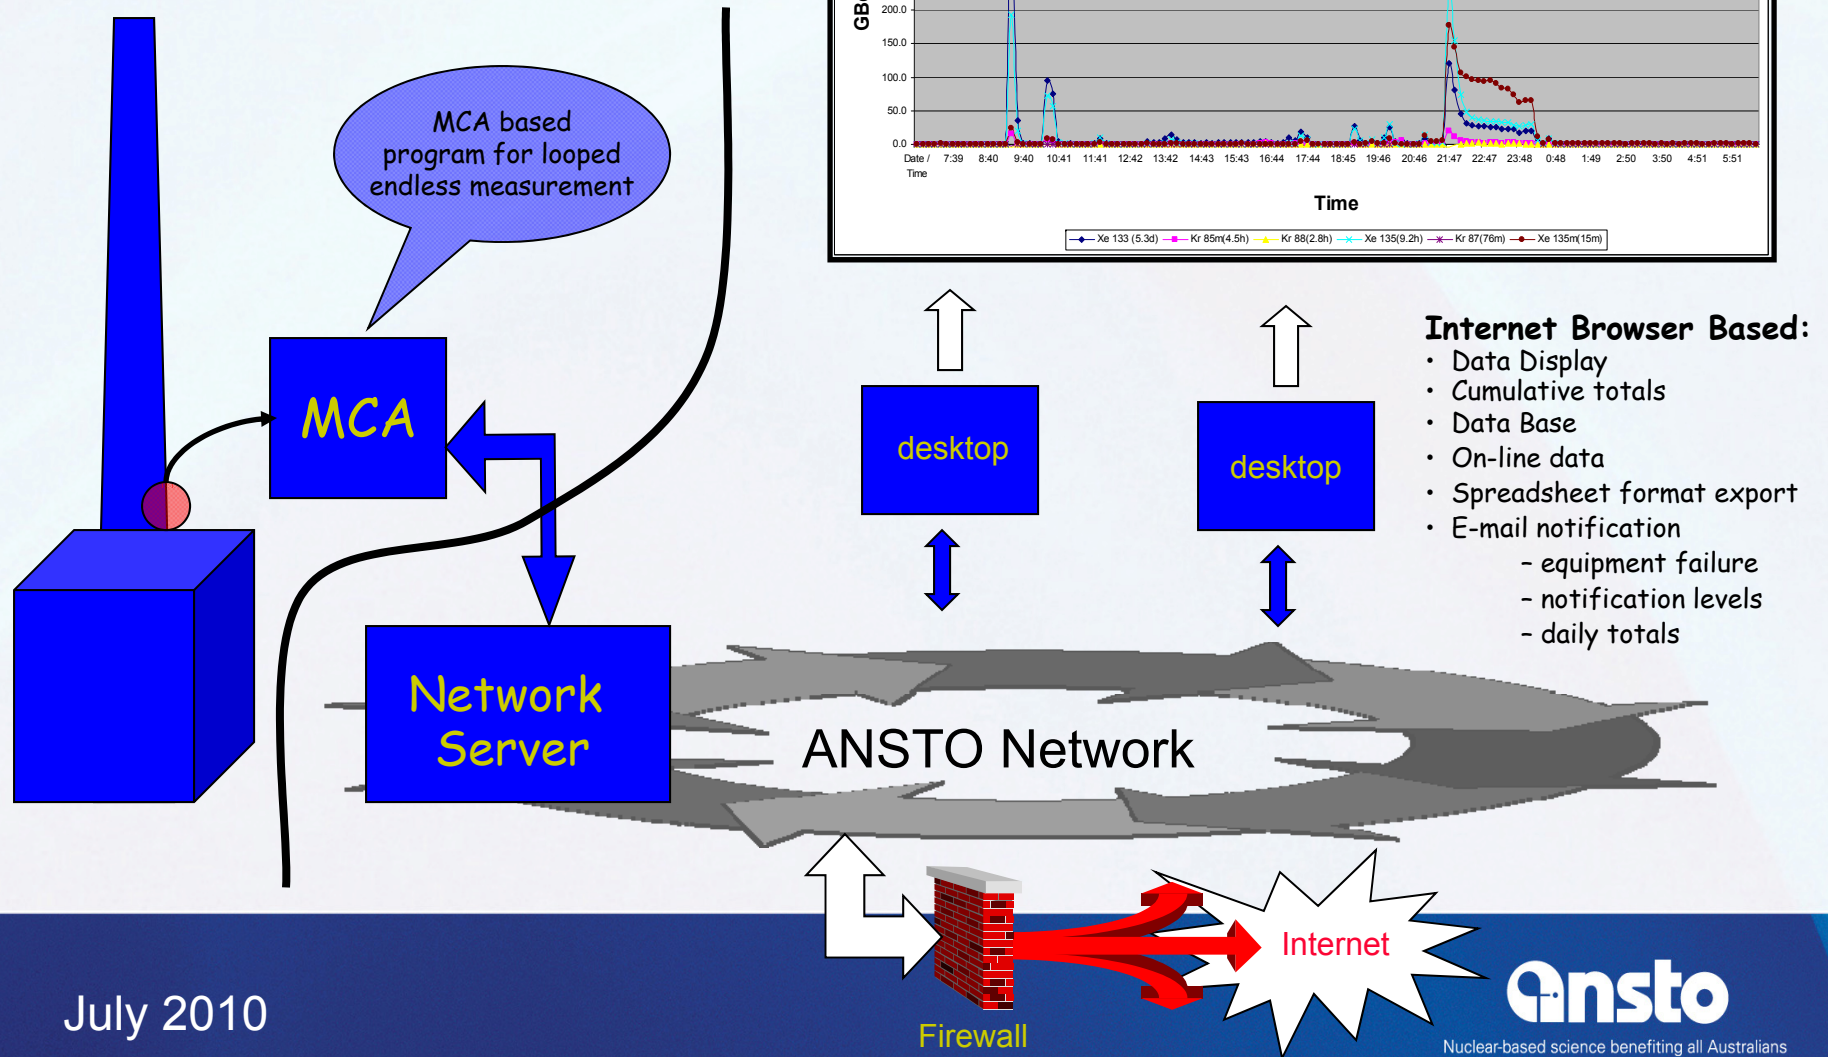 GBq
200.0
150.0
100.0
50.0
0.0
Date / Time
7:39 8:40 9:40 10:41 11:41 12:42 13:42 14:43 15:43 16:44 17:44 18:45 19:46 20:46 21:47 22:47 23:48 0:48 1:49 2:50 3:50 4:51 5:51
Time
Xe 133 (5.3d) Kr 85m(4.5h) Kr 88(2.8h) Xe 135(9.2h) Kr 87(76m) Xe 135m(15m)
MCA based
program for looped
endless measurement
MCA
desktop
desktop
Internet Browser Based:
• Data Display
• Cumulative totals
• Data Base
• On-line data
• Spreadsheet format export
• E-mail notification
– equipment failure
– notification levels
– daily totals
Network
Server
ANSTO Network
Internet
Firewall
July 2010
ansto
Nuclear-based science benefiting all Australians